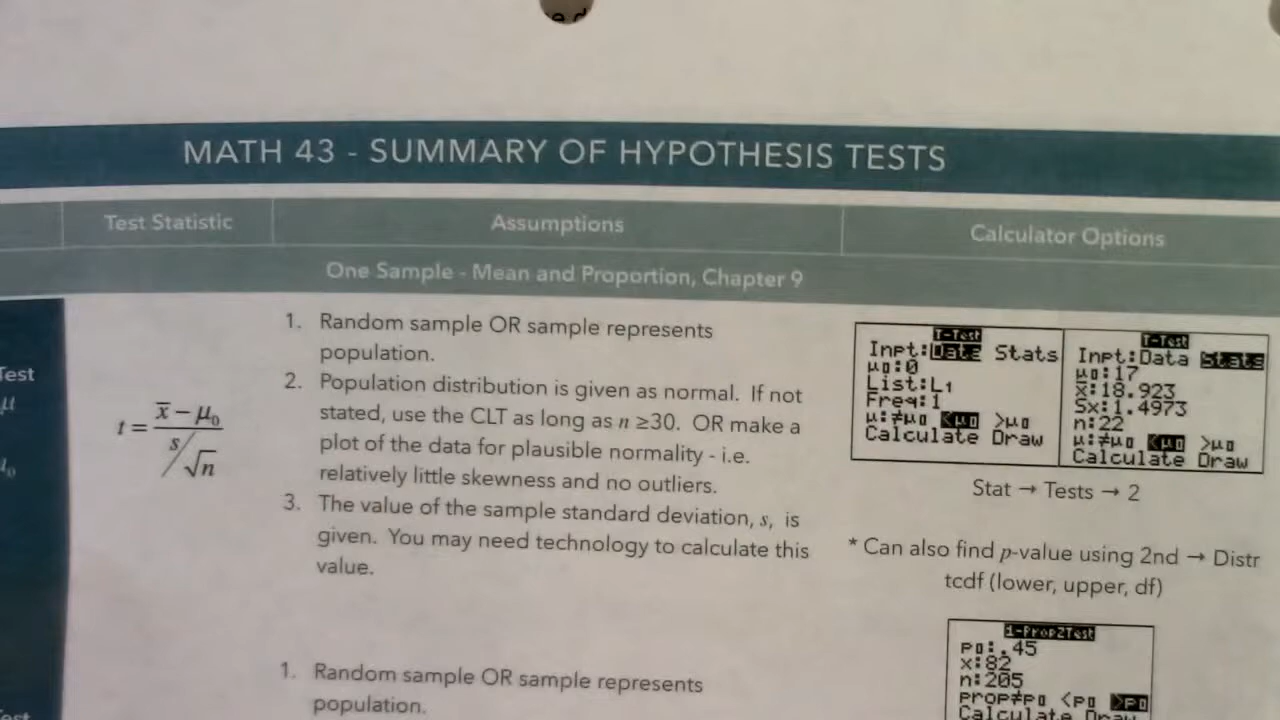 MATH 43 - SUMMARY OF HYPOTHESIS TESTS
Test Statistic
Assumptions
Calculator Options
One Sample - Mean and Proportion, Chapter 9
Test
μ
t = x̄ − μ₀ / s/√n
1. Random sample OR sample represents
population.
2. Population distribution is given as normal. If not
stated, use the CLT as long as n ≥30. OR make a
plot of the data for plausible normality - i.e.
relatively little skewness and no outliers.
3. The value of the sample standard deviation, s, is
given. You may need technology to calculate this
value.
T-Test
Inpt:Data Stats
μ₀:0
List:L₁
Freq:1
μ:≠μ₀ <μ₀ >μ₀
Calculate Draw
T-Test
Inpt:Data Stats
μ₀:17
x̄:18.923
Sx:1.4973
n:22
μ:≠μ₀ <μ₀ >μ₀
Calculate Draw
Stat → Tests → 2
* Can also find p-value using 2nd → Distr
tcdf (lower, upper, df)
1. Random sample OR sample represents
population.
1-PropZTest
p₀:.45
x:82
n:205
prop≠p₀ <p₀ >p₀
Calculate Draw